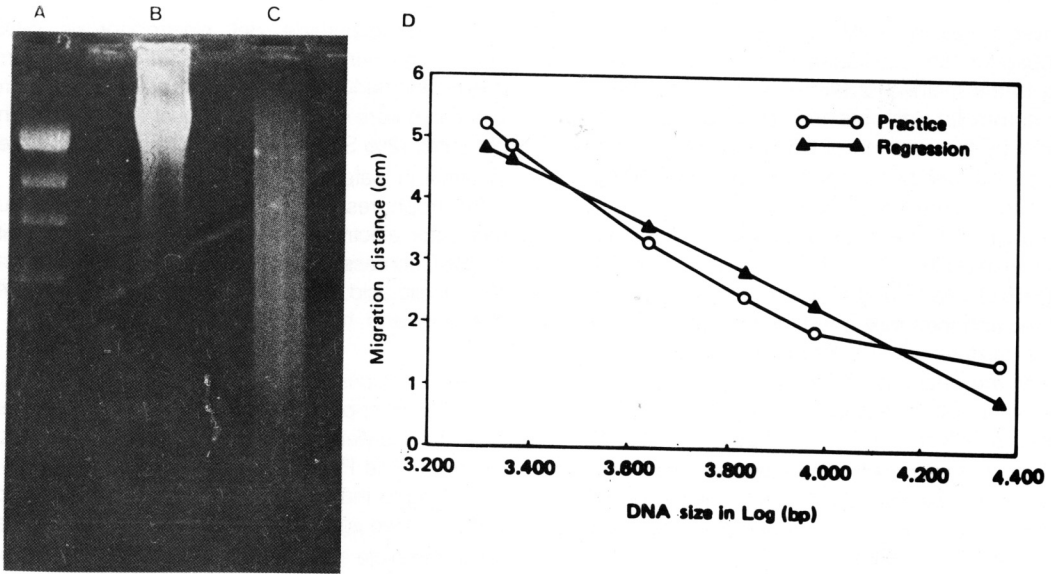 A B C D
6
5
4
3
2
1
0
Migration distance (cm)
Practice
Regression
3.200 3.400 3.600 3.800 4.000 4.200 4.400
DNA size in Log (bp)